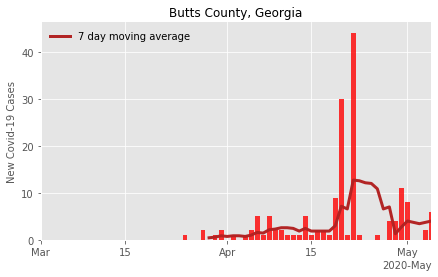 Butts County, Georgia
7 day moving average
New Covid-19 Cases
40
30
20
10
0
Mar
15
Apr
15
May
2020-May